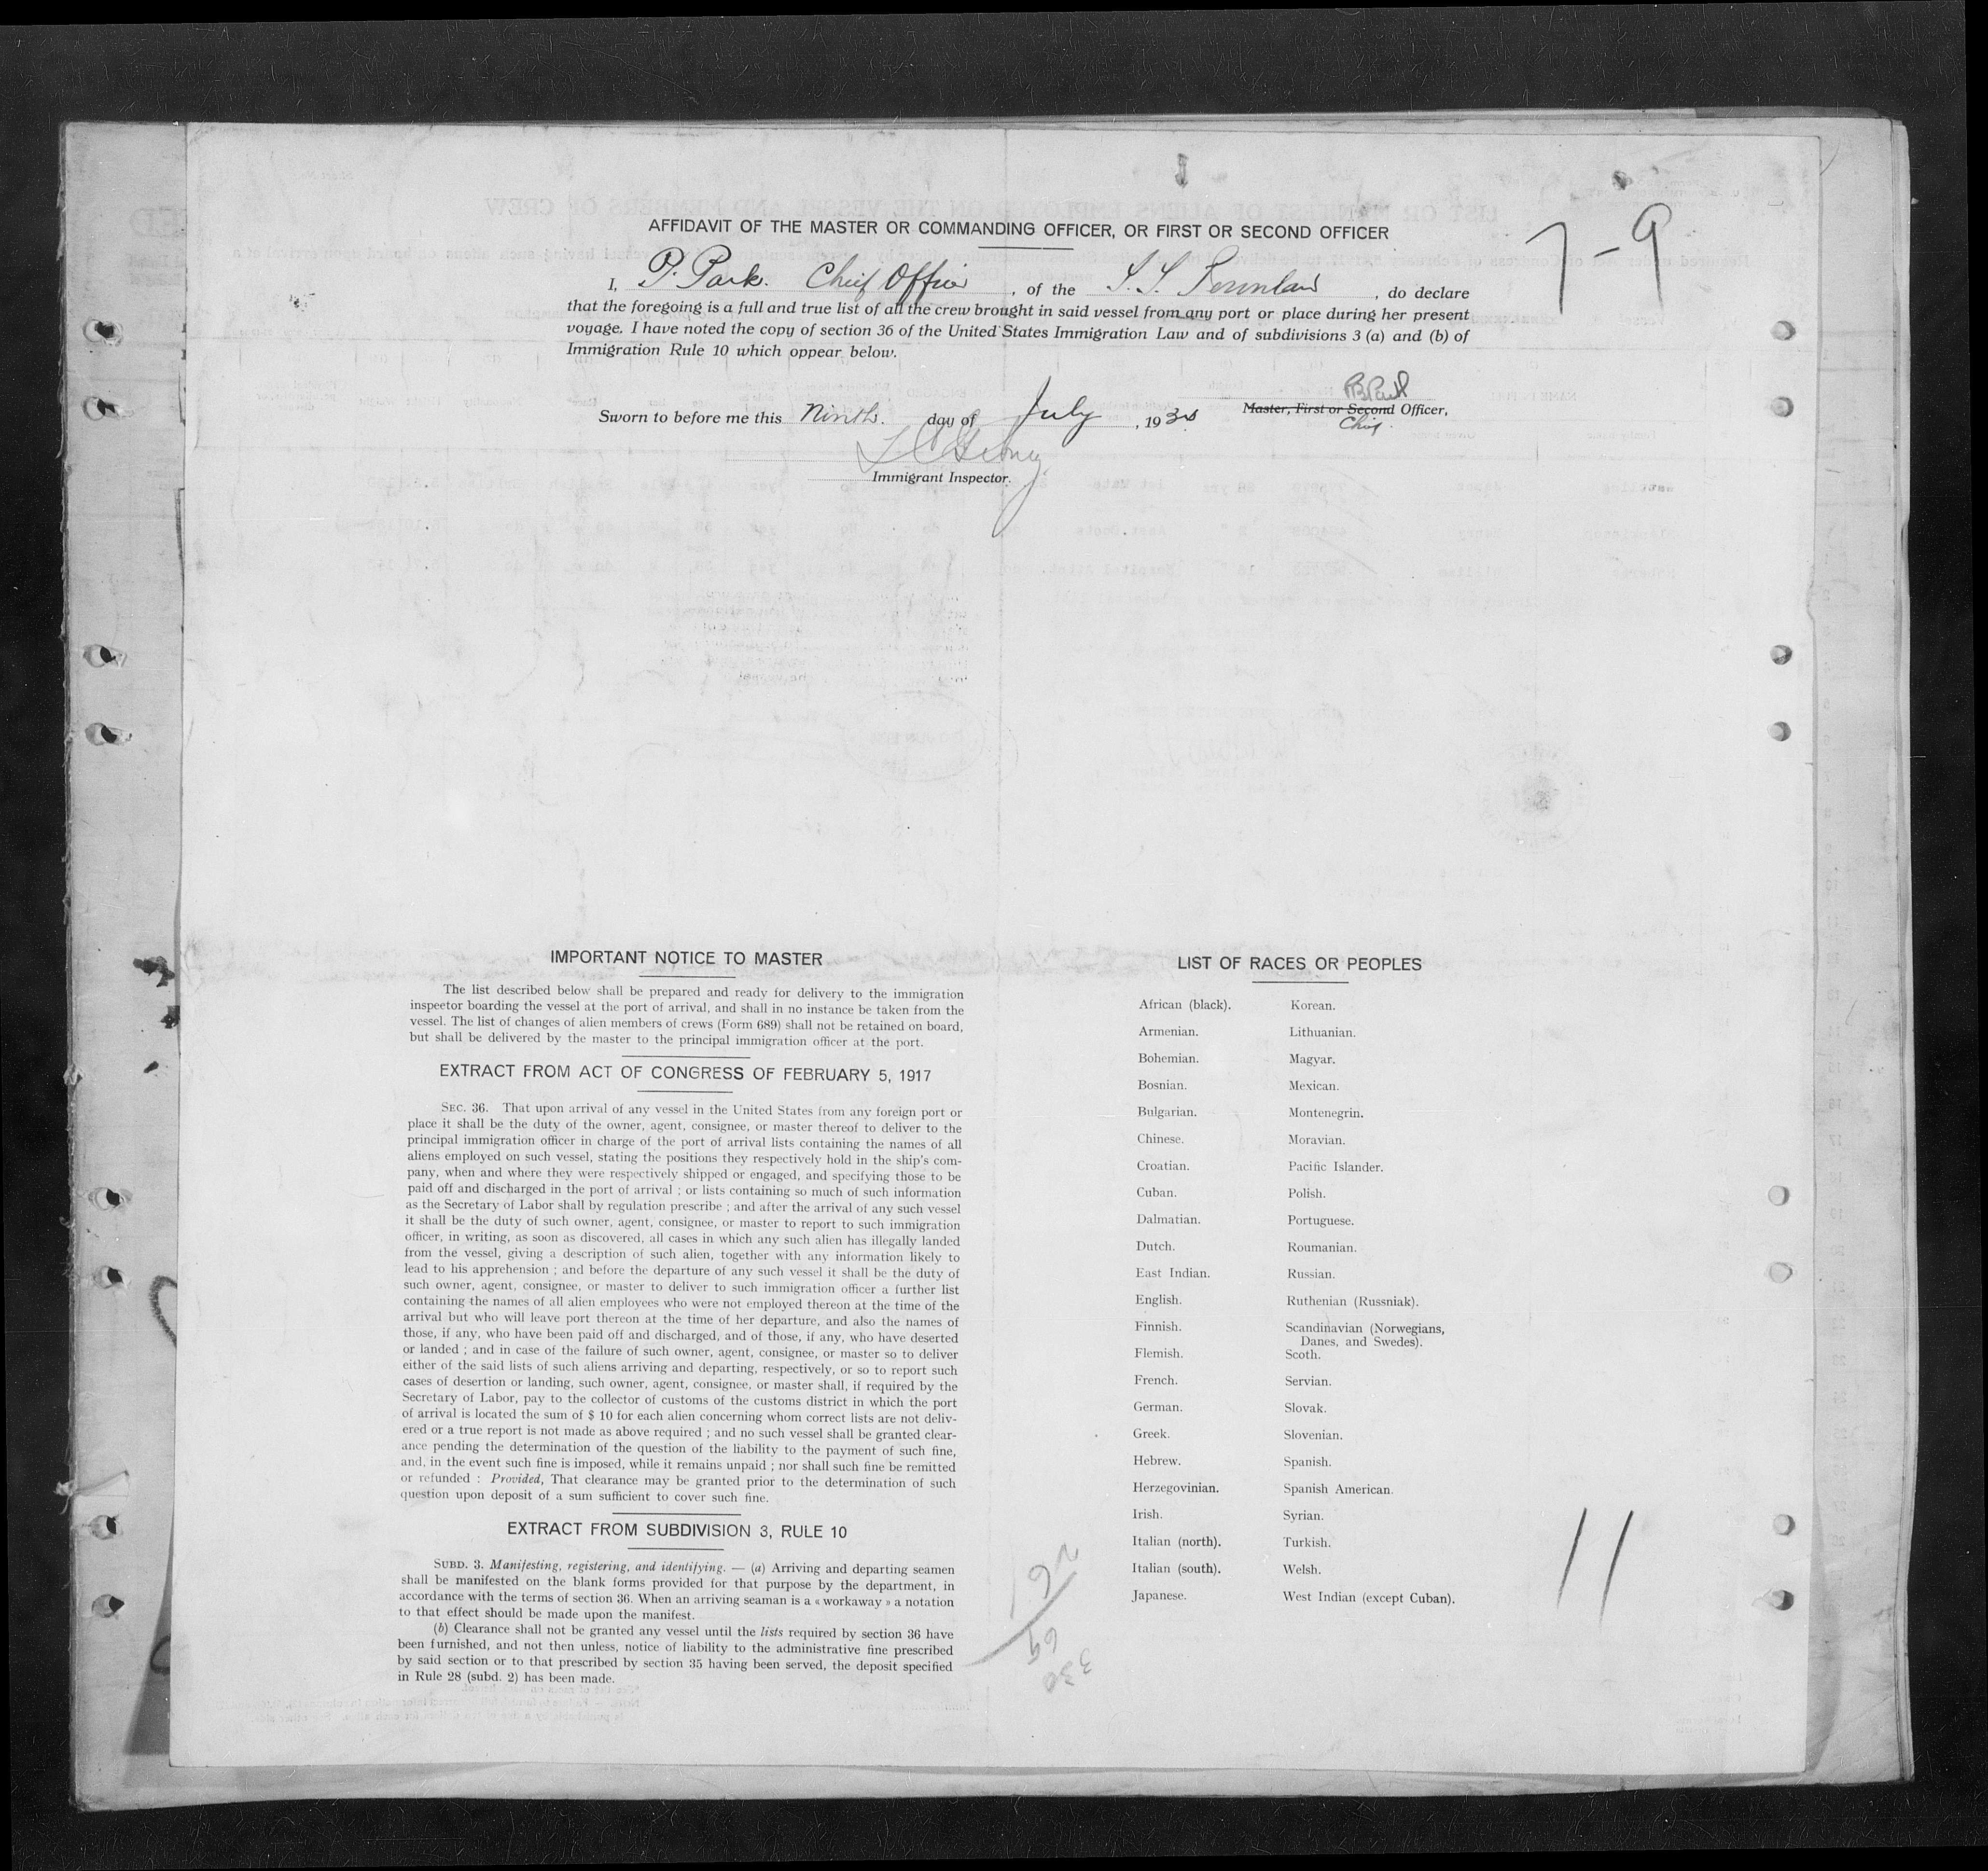 AFFIDAVIT OF THE MASTER OR COMMANDING OFFICER, OR FIRST OR SECOND OFFICER
7-9
I, P. Park. Chief Officer, of the S.S. , do declare
that the foregoing is a full and true list of all the crew brought in said vessel from any port or place during her present
voyage. I have noted the copy of section 36 of the United States Immigration Law and of subdivisions 3 (a) and (b) of
Immigration Rule 10 which oppear below.
Sworn to before me this Ninth. day of July, 193
Master, First or Second Officer,
Chief.
Immigrant Inspector.
IMPORTANT NOTICE TO MASTER
The list described below shall be prepared and ready for delivery to the immigration
inspector boarding the vessel at the port of arrival, and shall in no instance be taken from the
vessel. The list of changes of alien members of crews (Form 689) shall not be retained on board,
but shall be delivered by the master to the principal immigration officer at the port.
EXTRACT FROM ACT OF CONGRESS OF FEBRUARY 5, 1917
SEC. 36. That upon arrival of any vessel in the United States from any foreign port or
place it shall be the duty of the owner, agent, consignee, or master thereof to deliver to the
principal immigration officer in charge of the port of arrival lists containing the names of all
aliens employed on such vessel, stating the positions they respectively hold in the ship's com-
pany, when and where they were respectively shipped or engaged, and specifying those to be
paid off and discharged in the port of arrival ; or lists containing so much of such information
as the Secretary of Labor shall by regulation prescribe ; and after the arrival of any such vessel
it shall be the duty of such owner, agent, consignee, or master to report to such immigration
officer, in writing, as soon as discovered, all cases in which any such alien has illegally landed
from the vessel, giving a description of such alien, together with any information likely to
lead to his apprehension ; and before the departure of any such vessel it shall be the duty of
such owner, agent, consignee, or master to deliver to such immigration officer a further list
containing the names of all alien employees who were not employed thereon at the time of the
arrival but who will leave port thereon at the time of her departure, and also the names of
those, if any, who have been paid off and discharged, and of those, if any, who have deserted
or landed ; and in case of the failure of such owner, agent, consignee, or master so to deliver
either of the said lists of such aliens arriving and departing, respectively, or so to report such
cases of desertion or landing, such owner, agent, consignee, or master shall, if required by the
Secretary of Labor, pay to the collector of customs of the customs district in which the port
of arrival is located the sum of $ 10 for each alien concerning whom correct lists are not deliv-
ered or a true report is not made as above required ; and no such vessel shall be granted clear-
ance pending the determination of the question of the liability to the payment of such fine,
and, in the event such fine is imposed, while it remains unpaid ; nor shall such fine be remitted
or refunded : Provided, That clearance may be granted prior to the determination of such
question upon deposit of a sum sufficient to cover such fine.
EXTRACT FROM SUBDIVISION 3, RULE 10
SUBD. 3. Manifesting, registering, and identifying. — (a) Arriving and departing seamen
shall be manifested on the blank forms provided for that purpose by the department, in
accordance with the terms of section 36. When an arriving seaman is a « workaway » a notation
to that effect should be made upon the manifest.
(b) Clearance shall not be granted any vessel until the lists required by section 36 have
been furnished, and not then unless, notice of liability to the administrative fine prescribed
by said section or to that prescribed by section 35 having been served, the deposit specified
in Rule 28 (subd. 2) has been made.
LIST OF RACES OR PEOPLES
African (black).
Armenian.
Bohemian.
Bosnian.
Bulgarian.
Chinese.
Croatian.
Cuban.
Dalmatian.
Dutch.
East Indian.
English.
Finnish.
Flemish.
French.
German.
Greek.
Hebrew.
Herzegovinian.
Irish.
Italian (north).
Italian (south).
Japanese.
Korean.
Lithuanian.
Magyar.
Mexican.
Montenegrin.
Moravian.
Pacific Islander.
Polish.
Portuguese.
Roumanian.
Russian.
Ruthenian (Russniak).
Scandinavian (Norwegians,
Danes, and Swedes).
Scoth.
Servian.
Slovak.
Slovenian.
Spanish.
Spanish American.
Syrian.
Turkish.
Welsh.
West Indian (except Cuban).
11